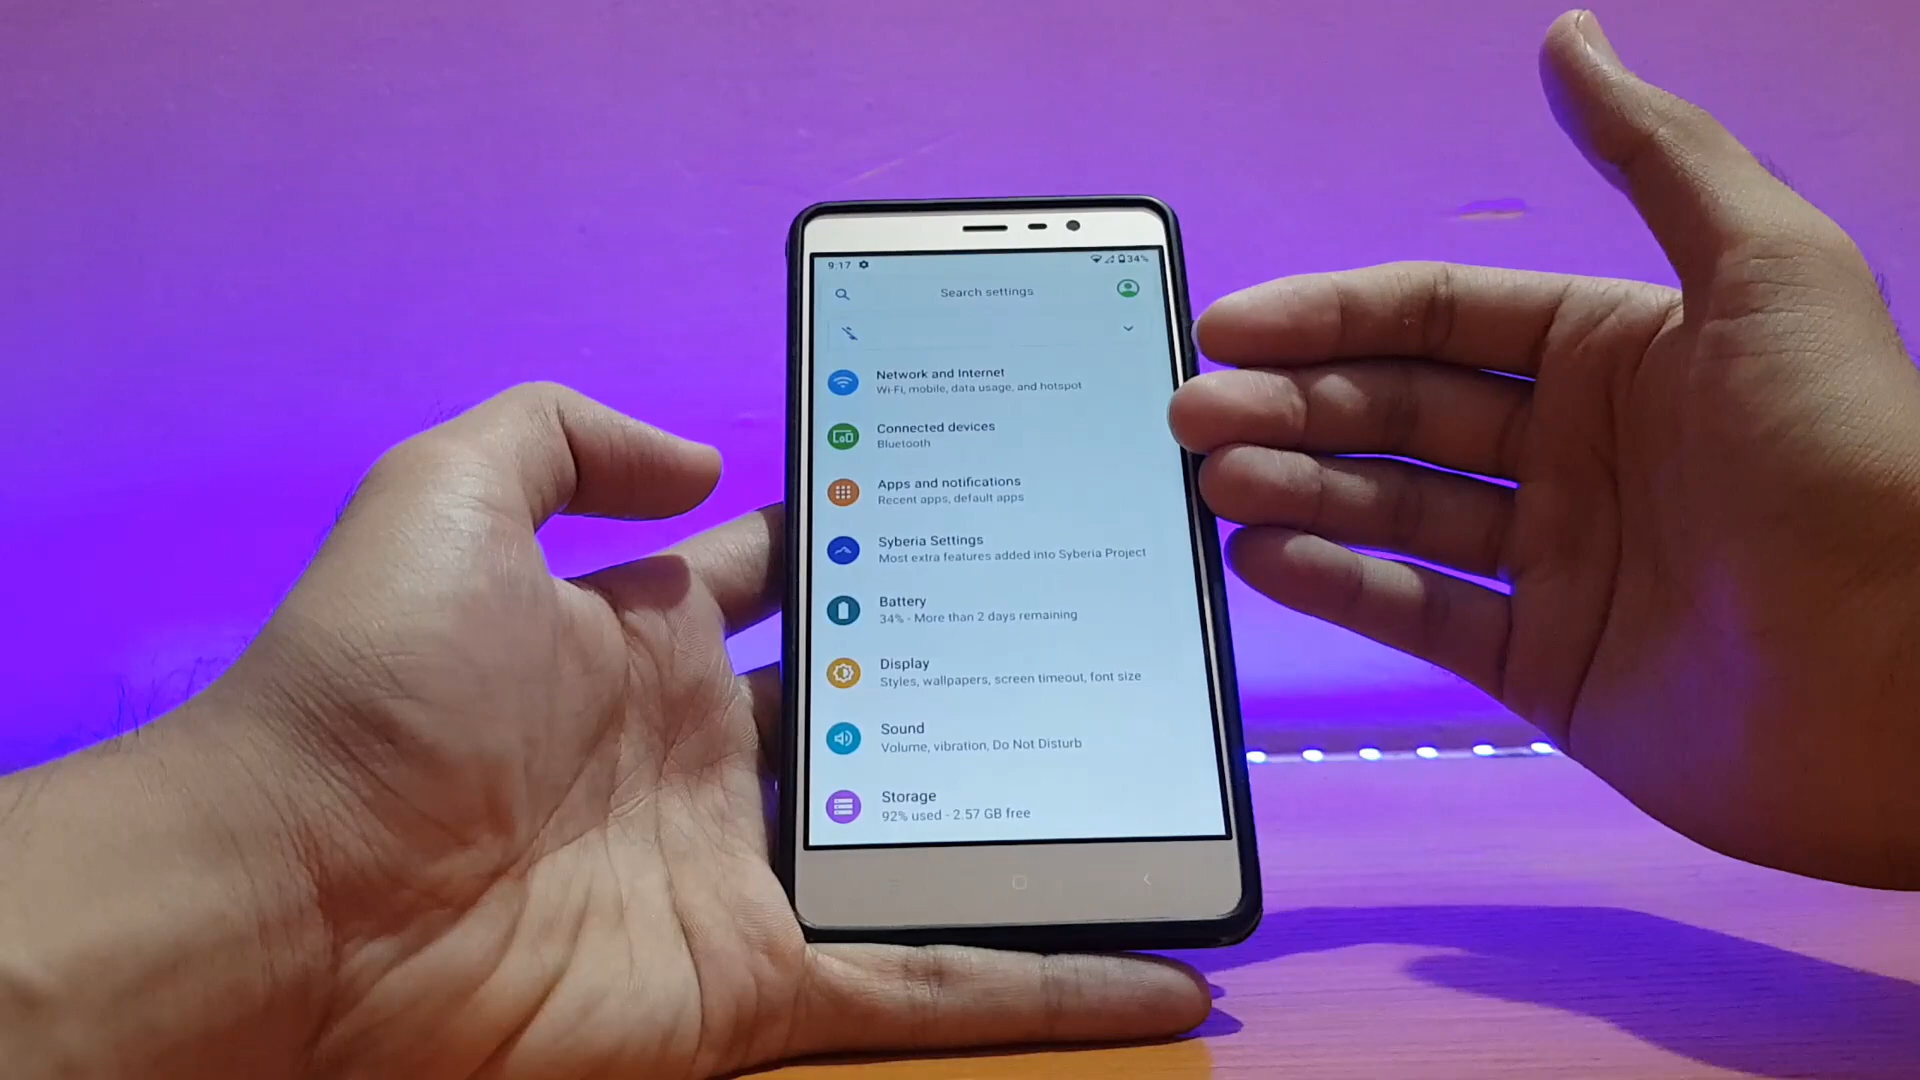 9:17 34%
Search settings
Network and Internet
Wi-Fi, mobile, data usage, and hotspot
Connected devices
Bluetooth
Apps and notifications
Recent apps, default apps
Syberia Settings
Most extra features added into Syberia Project
Battery
34% - More than 2 days remaining
Display
Styles, wallpapers, screen timeout, font size
Sound
Volume, vibration, Do Not Disturb
Storage
92% used - 2.57 GB free